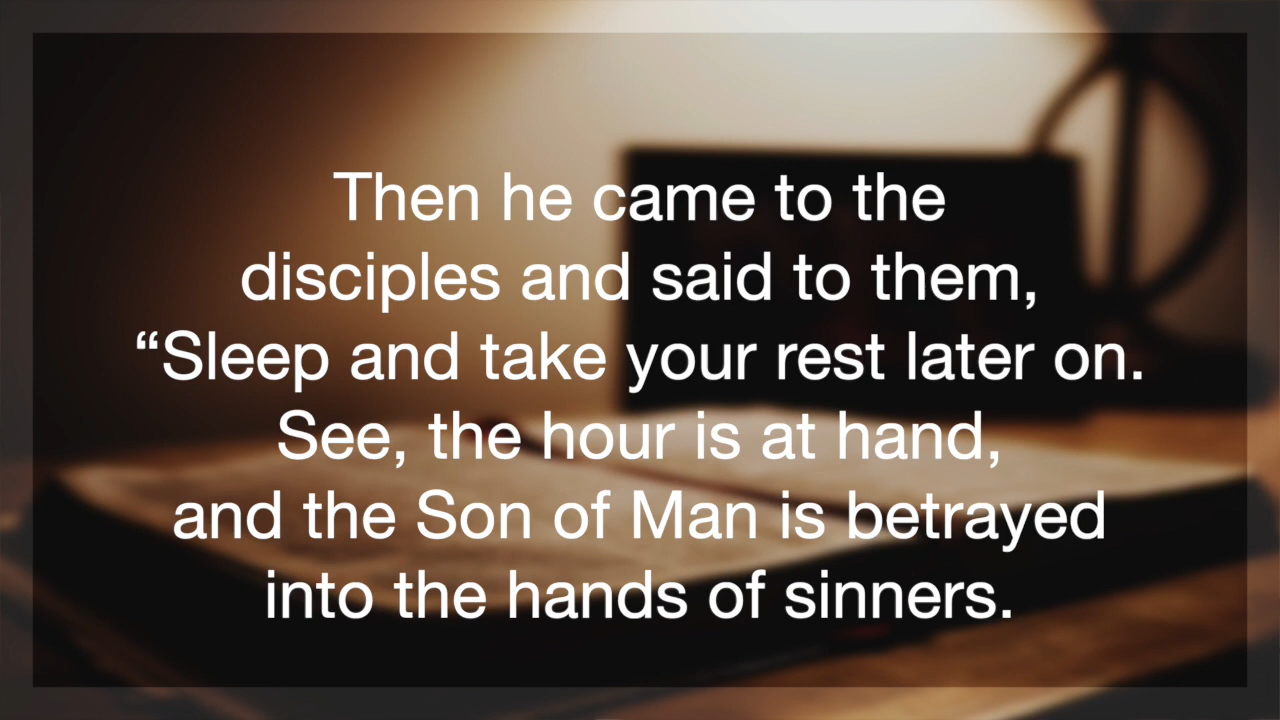 Then he came to the
disciples and said to them,
“Sleep and take your rest later on.
See, the hour is at hand,
and the Son of Man is betrayed
into the hands of sinners.